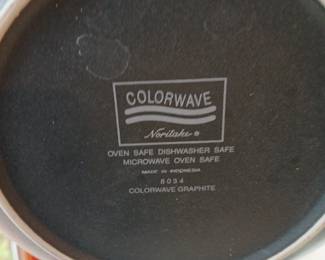 COLORWAVE
Noritake ®
OVEN SAFE DISHWASHER SAFE
MICROWAVE OVEN SAFE
MADE IN INDONESIA
8034
COLORWAVE GRAPHITE